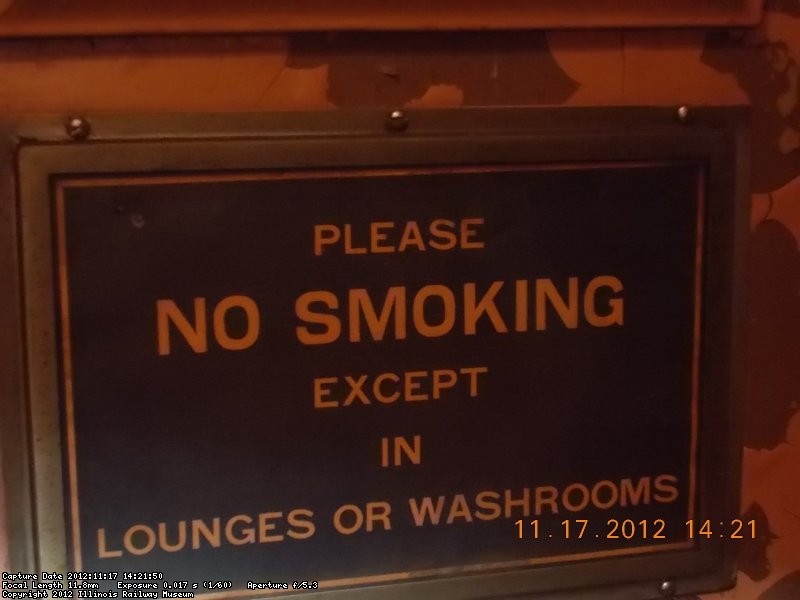 PLEASE
NO SMOKING
EXCEPT
IN
LOUNGES OR WASHROOMS
11.17.2012 14:21
Capture Date 2012:11:17 14:21:50
Focal Length 11.8mm Exposure 0.017 s (1/60) Aperture f/5.3
Copyright 2012 Illinois Railway Museum